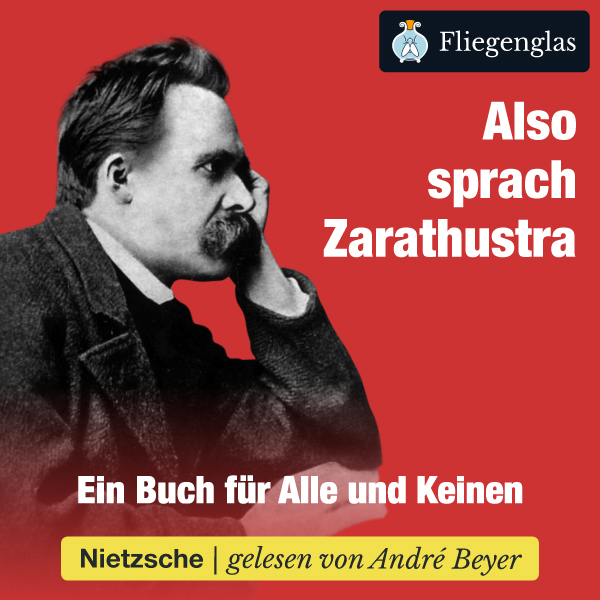 Fliegenglas
Also
sprach
Zarathustra
Ein Buch für Alle und Keinen
Nietzsche | gelesen von André Beyer